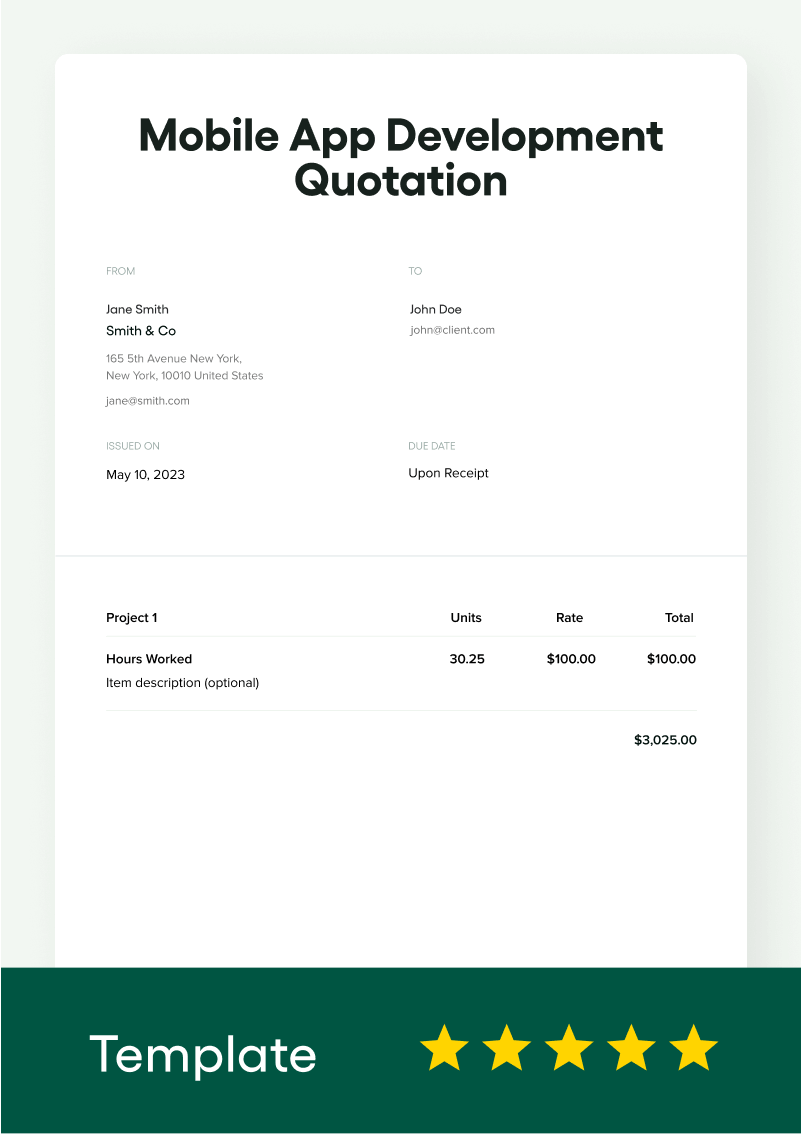 Mobile App Development
Quotation
FROM
TO
Jane Smith
John Doe
Smith & Co
john@client.com
165 5th Avenue New York,
New York, 10010 United States
jane@smith.com
ISSUED ON
DUE DATE
May 10, 2023
Upon Receipt
Project 1 Units Rate Total
Hours Worked 30.25 $100.00 $100.00
Item description (optional)
$3,025.00
Template